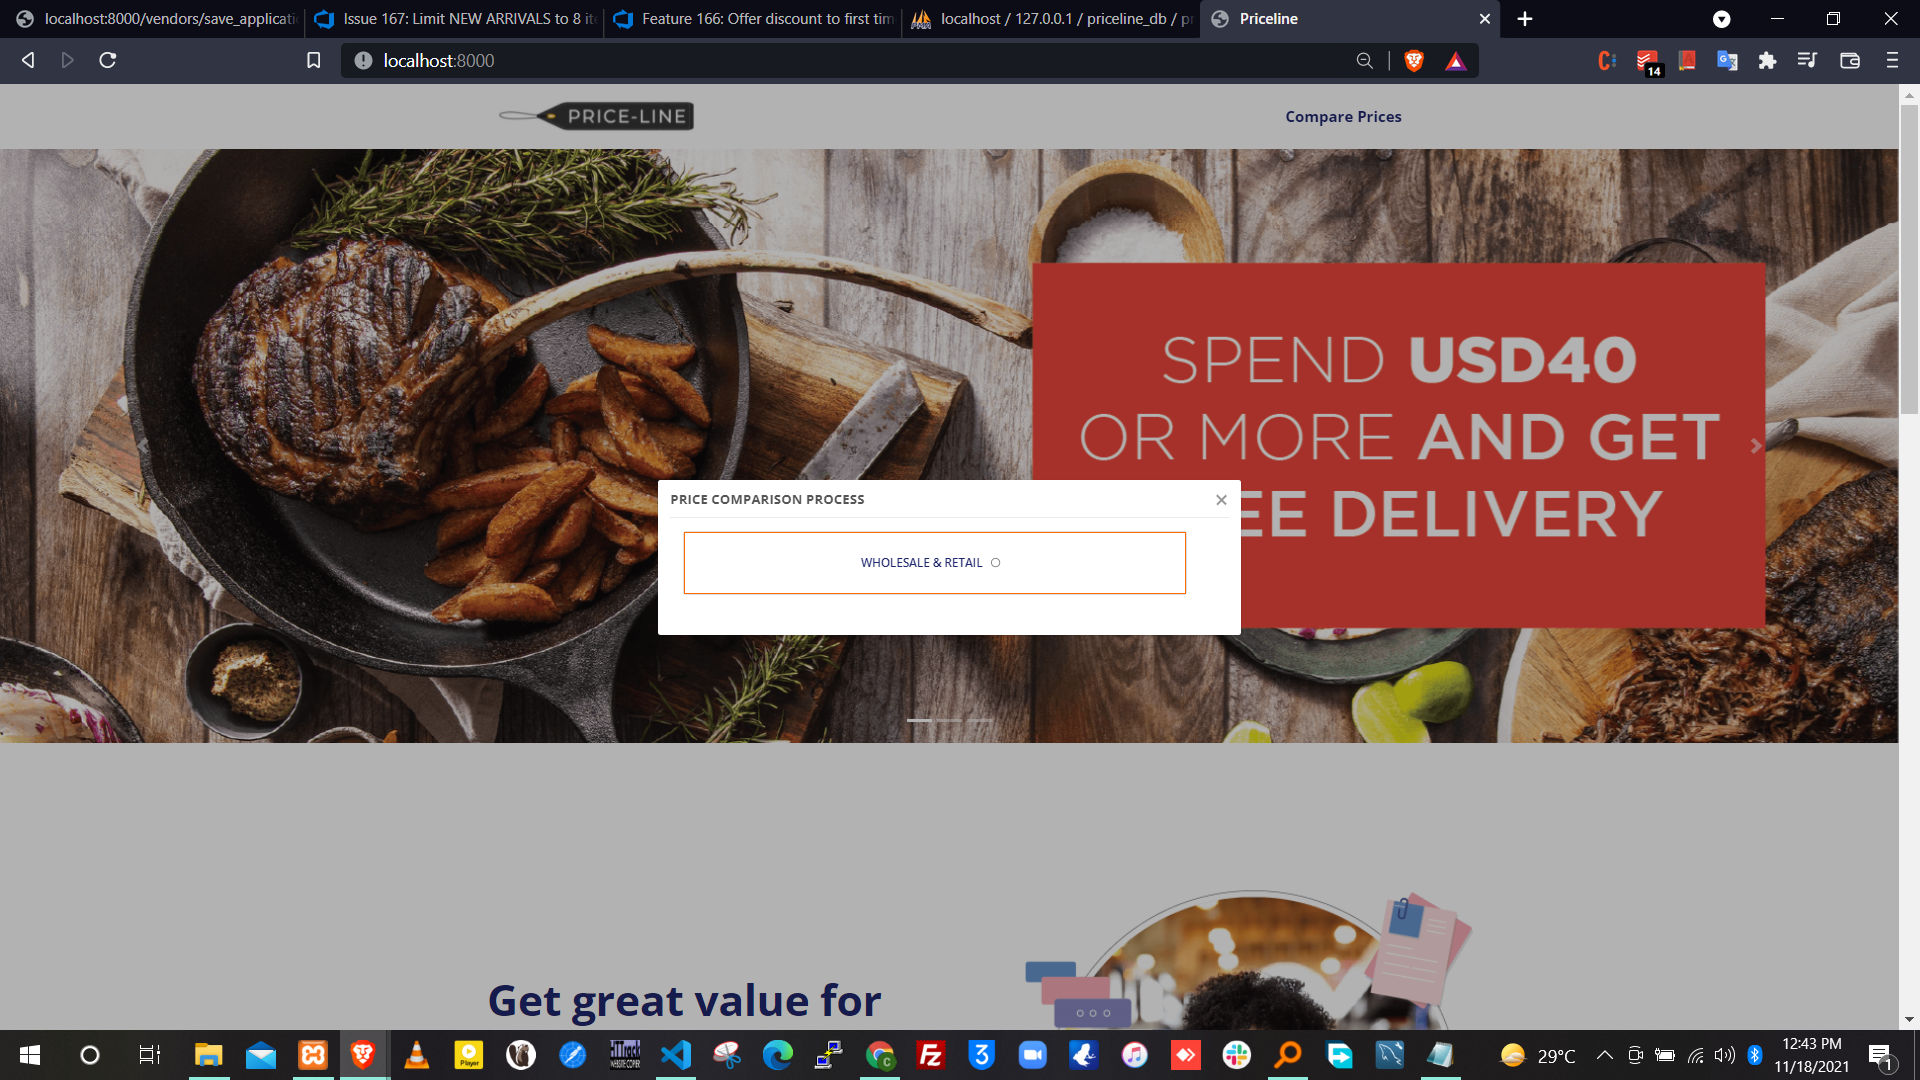 localhost:8000/vendors/save_applicati
Issue 167: Limit NEW ARRIVALS to 8 it
Feature 166: Offer discount to first tim
localhost / 127.0.0.1 / priceline_db / pr
Priceline
localhost:8000
14
PRICE-LINE
Compare Prices
SPEND USD40
OR MORE AND GET
EE DELIVERY
PRICE COMPARISON PROCESS
WHOLESALE & RETAIL
Get great value for
29°C
12:43 PM
11/18/2021
1